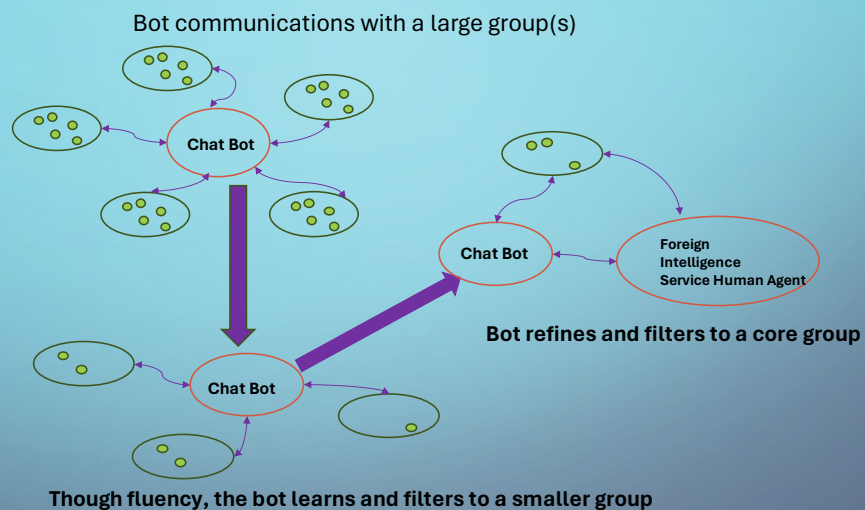 Bot communications with a large group(s)
Chat Bot
Chat Bot
Foreign
Intelligence
Service Human Agent
Bot refines and filters to a core group
Chat Bot
Though fluency, the bot learns and filters to a smaller group